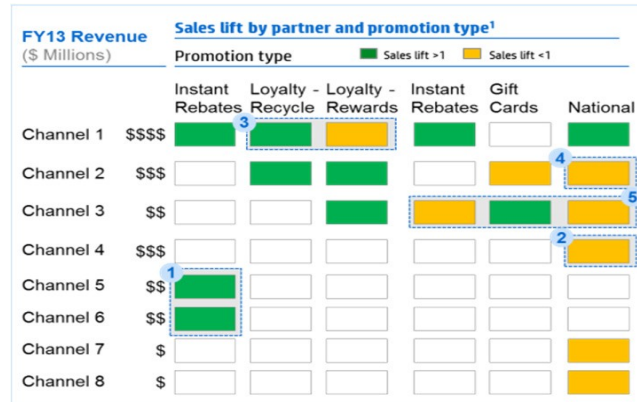 FY13 Revenue
($ Millions)
Sales lift by partner and promotion type1
Promotion type
Sales lift >1
Sales lift <1
Instant Rebates
Loyalty - Recycle
Loyalty - Rewards
Instant Rebates
Gift Cards
National
Channel 1 $$$$
3
Channel 2 $$$
4
Channel 3 $$
5
Channel 4 $$$
2
1
Channel 5 $$
Channel 6 $$
Channel 7 $
Channel 8 $